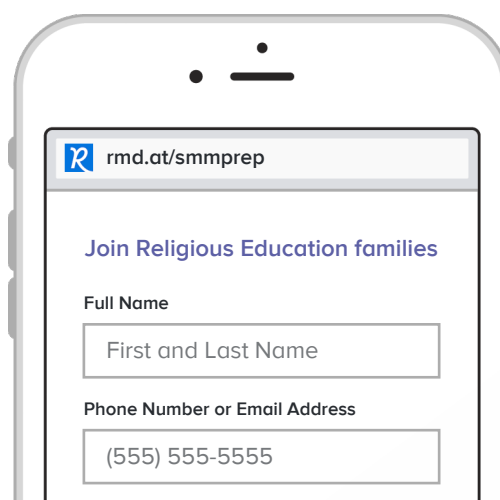 R rmd.at/smmprep
Join Religious Education families
Full Name
First and Last Name
Phone Number or Email Address
(555) 555-5555